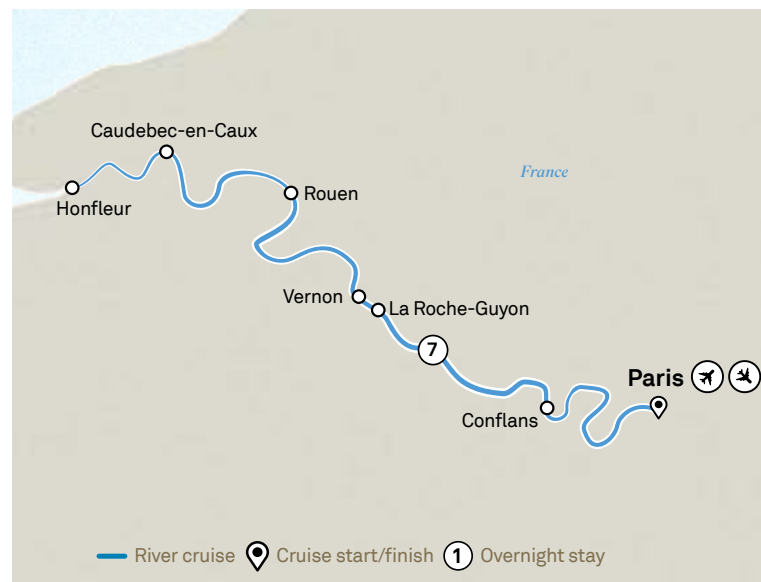 Caudebec-en-Caux
France
Honfleur
Rouen
Vernon
La Roche-Guyon
7
Paris
Conflans
River cruise
Cruise start/finish
1 Overnight stay